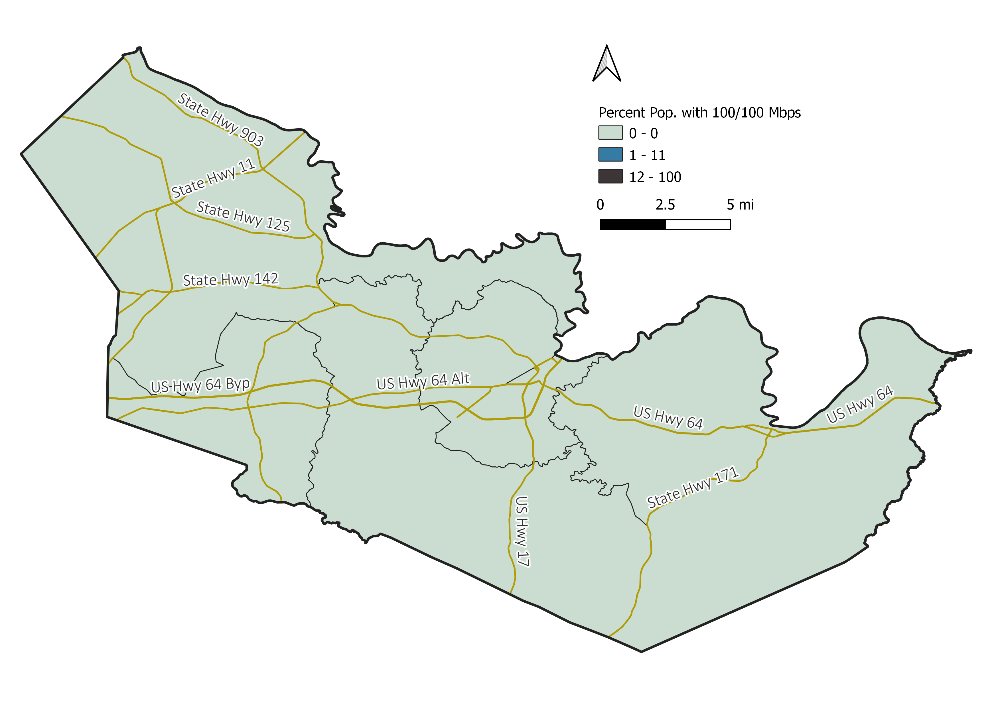 State Hwy 903
Percent Pop. with 100/100 Mbps
0 - 0
1 - 11
12 - 100
0 2.5 5 mi
State Hwy 11
State Hwy 125
State Hwy 142
US Hwy 64 Byp
US Hwy 64 Alt
US Hwy 64
US Hwy 64
State Hwy 171
US Hwy 17